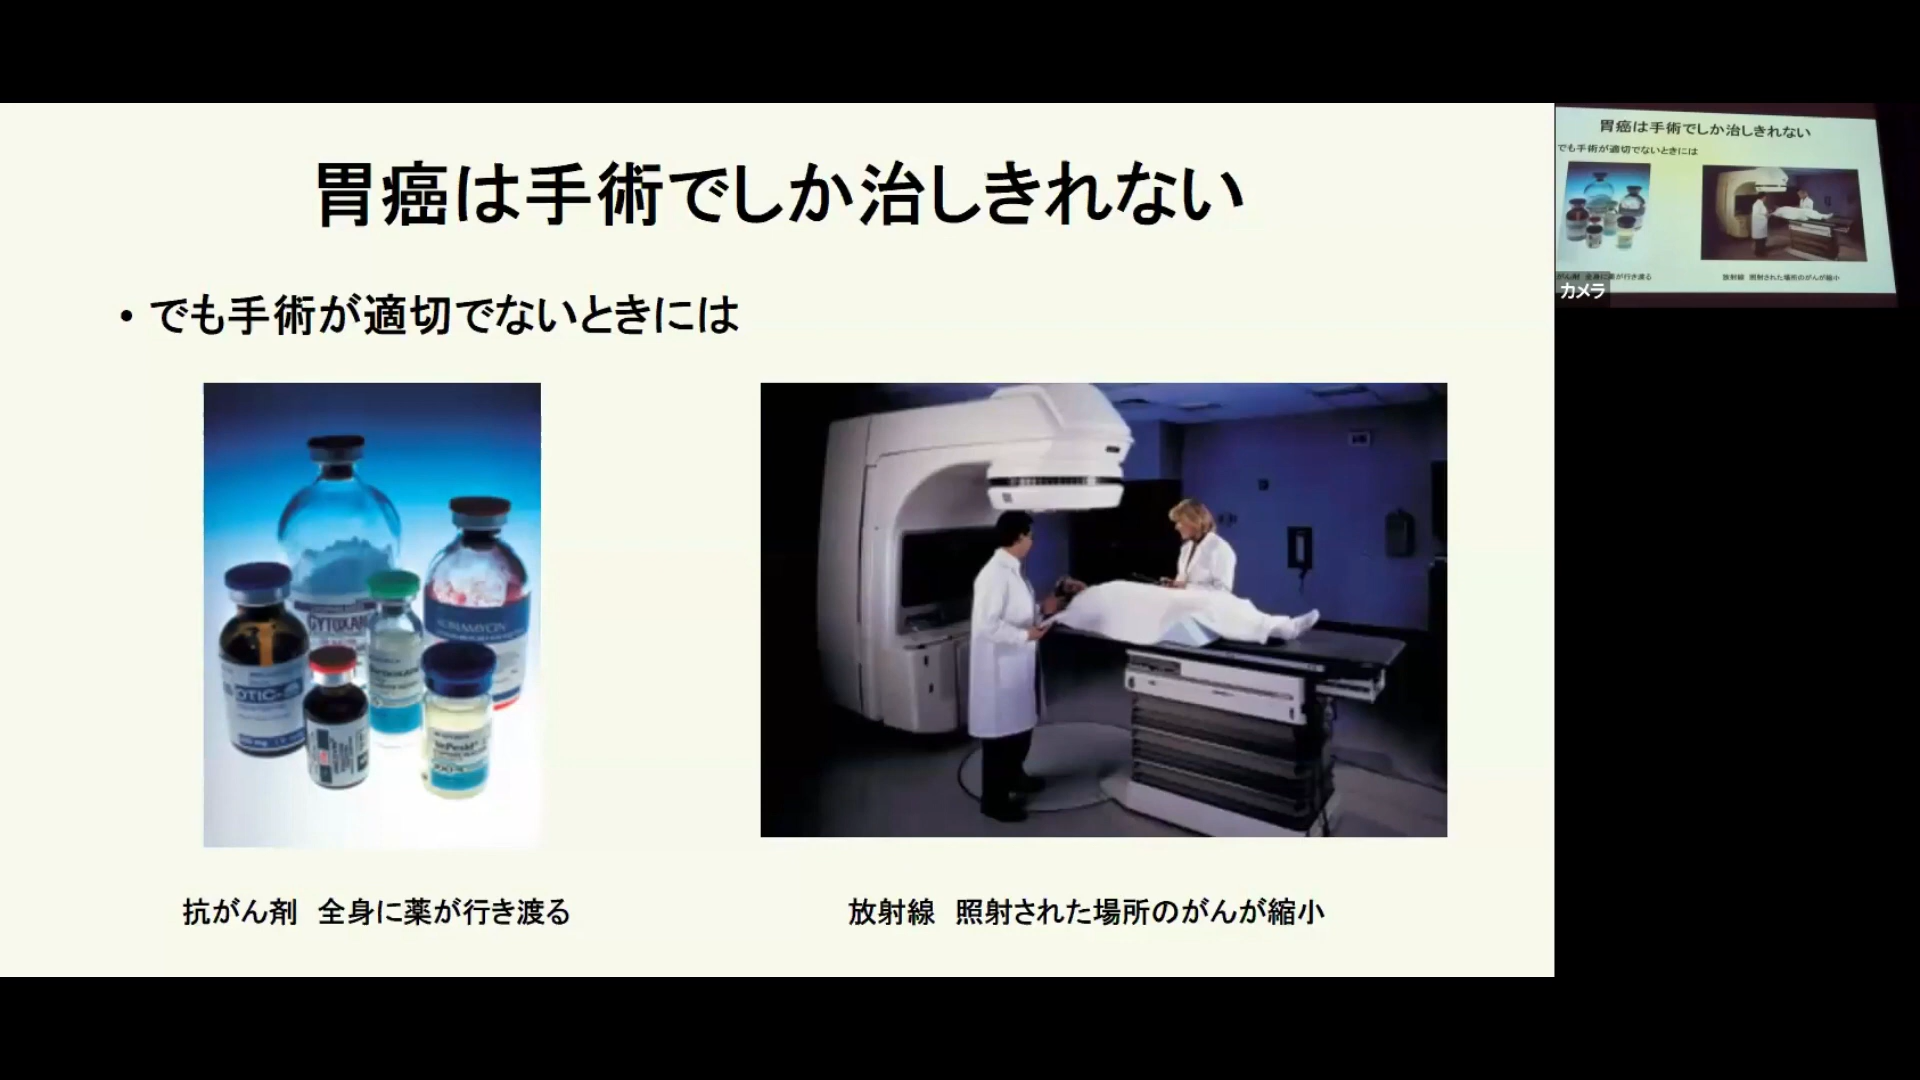 胃癌は手術でしか治しきれない
• でも手術が適切でないときには
CYTOXAN
DTIC-
VePesid
抗がん剤 全身に薬が行き渡る
放射線 照射された場所のがんが縮小
胃癌は手術でしか治しきれない
でも手術が適切でないときには
がん剤 全身に薬が行き渡る
放射線 照射された場所のがんが縮小
カメラ